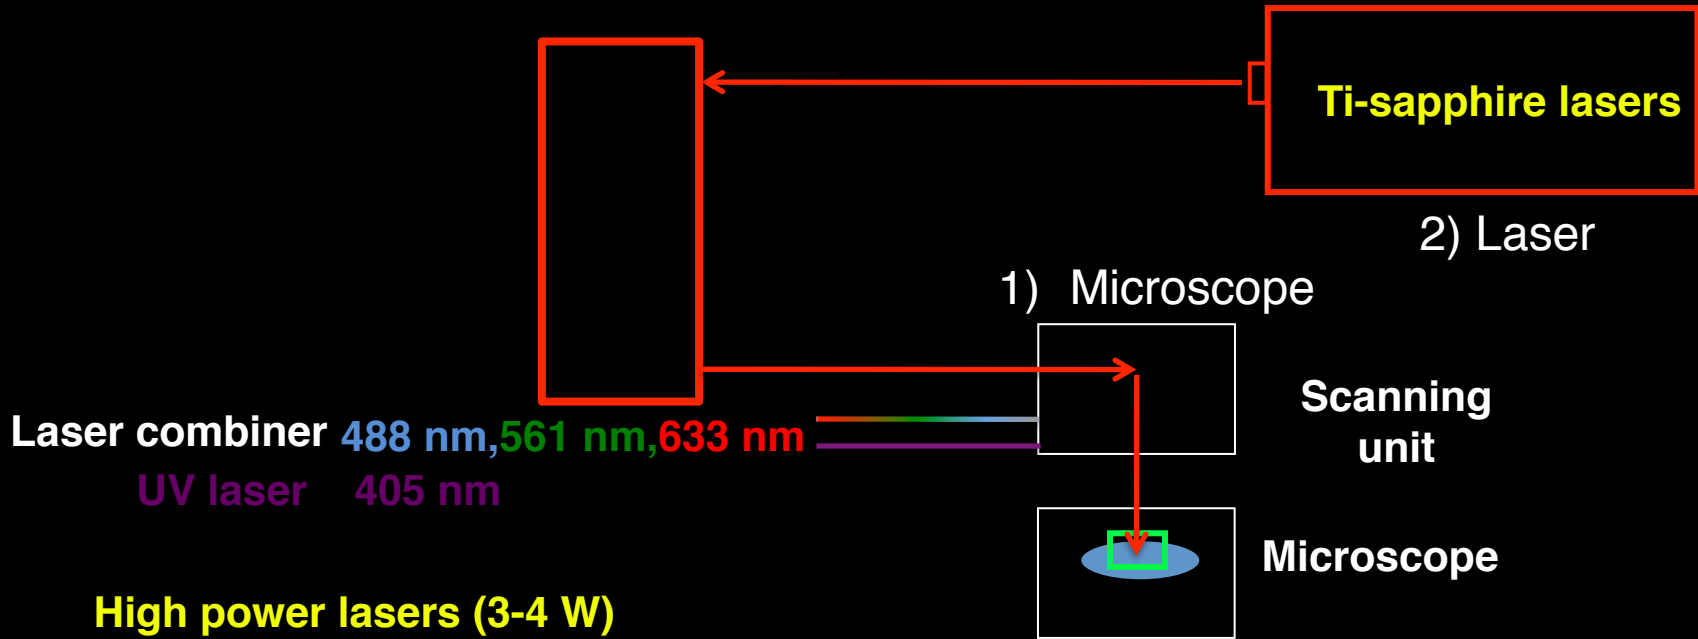 Ti-sapphire lasers
2) Laser
1) Microscope
Scanning
unit
Laser combiner 488 nm,561 nm,633 nm
UV laser 405 nm
Microscope
High power lasers (3-4 W)